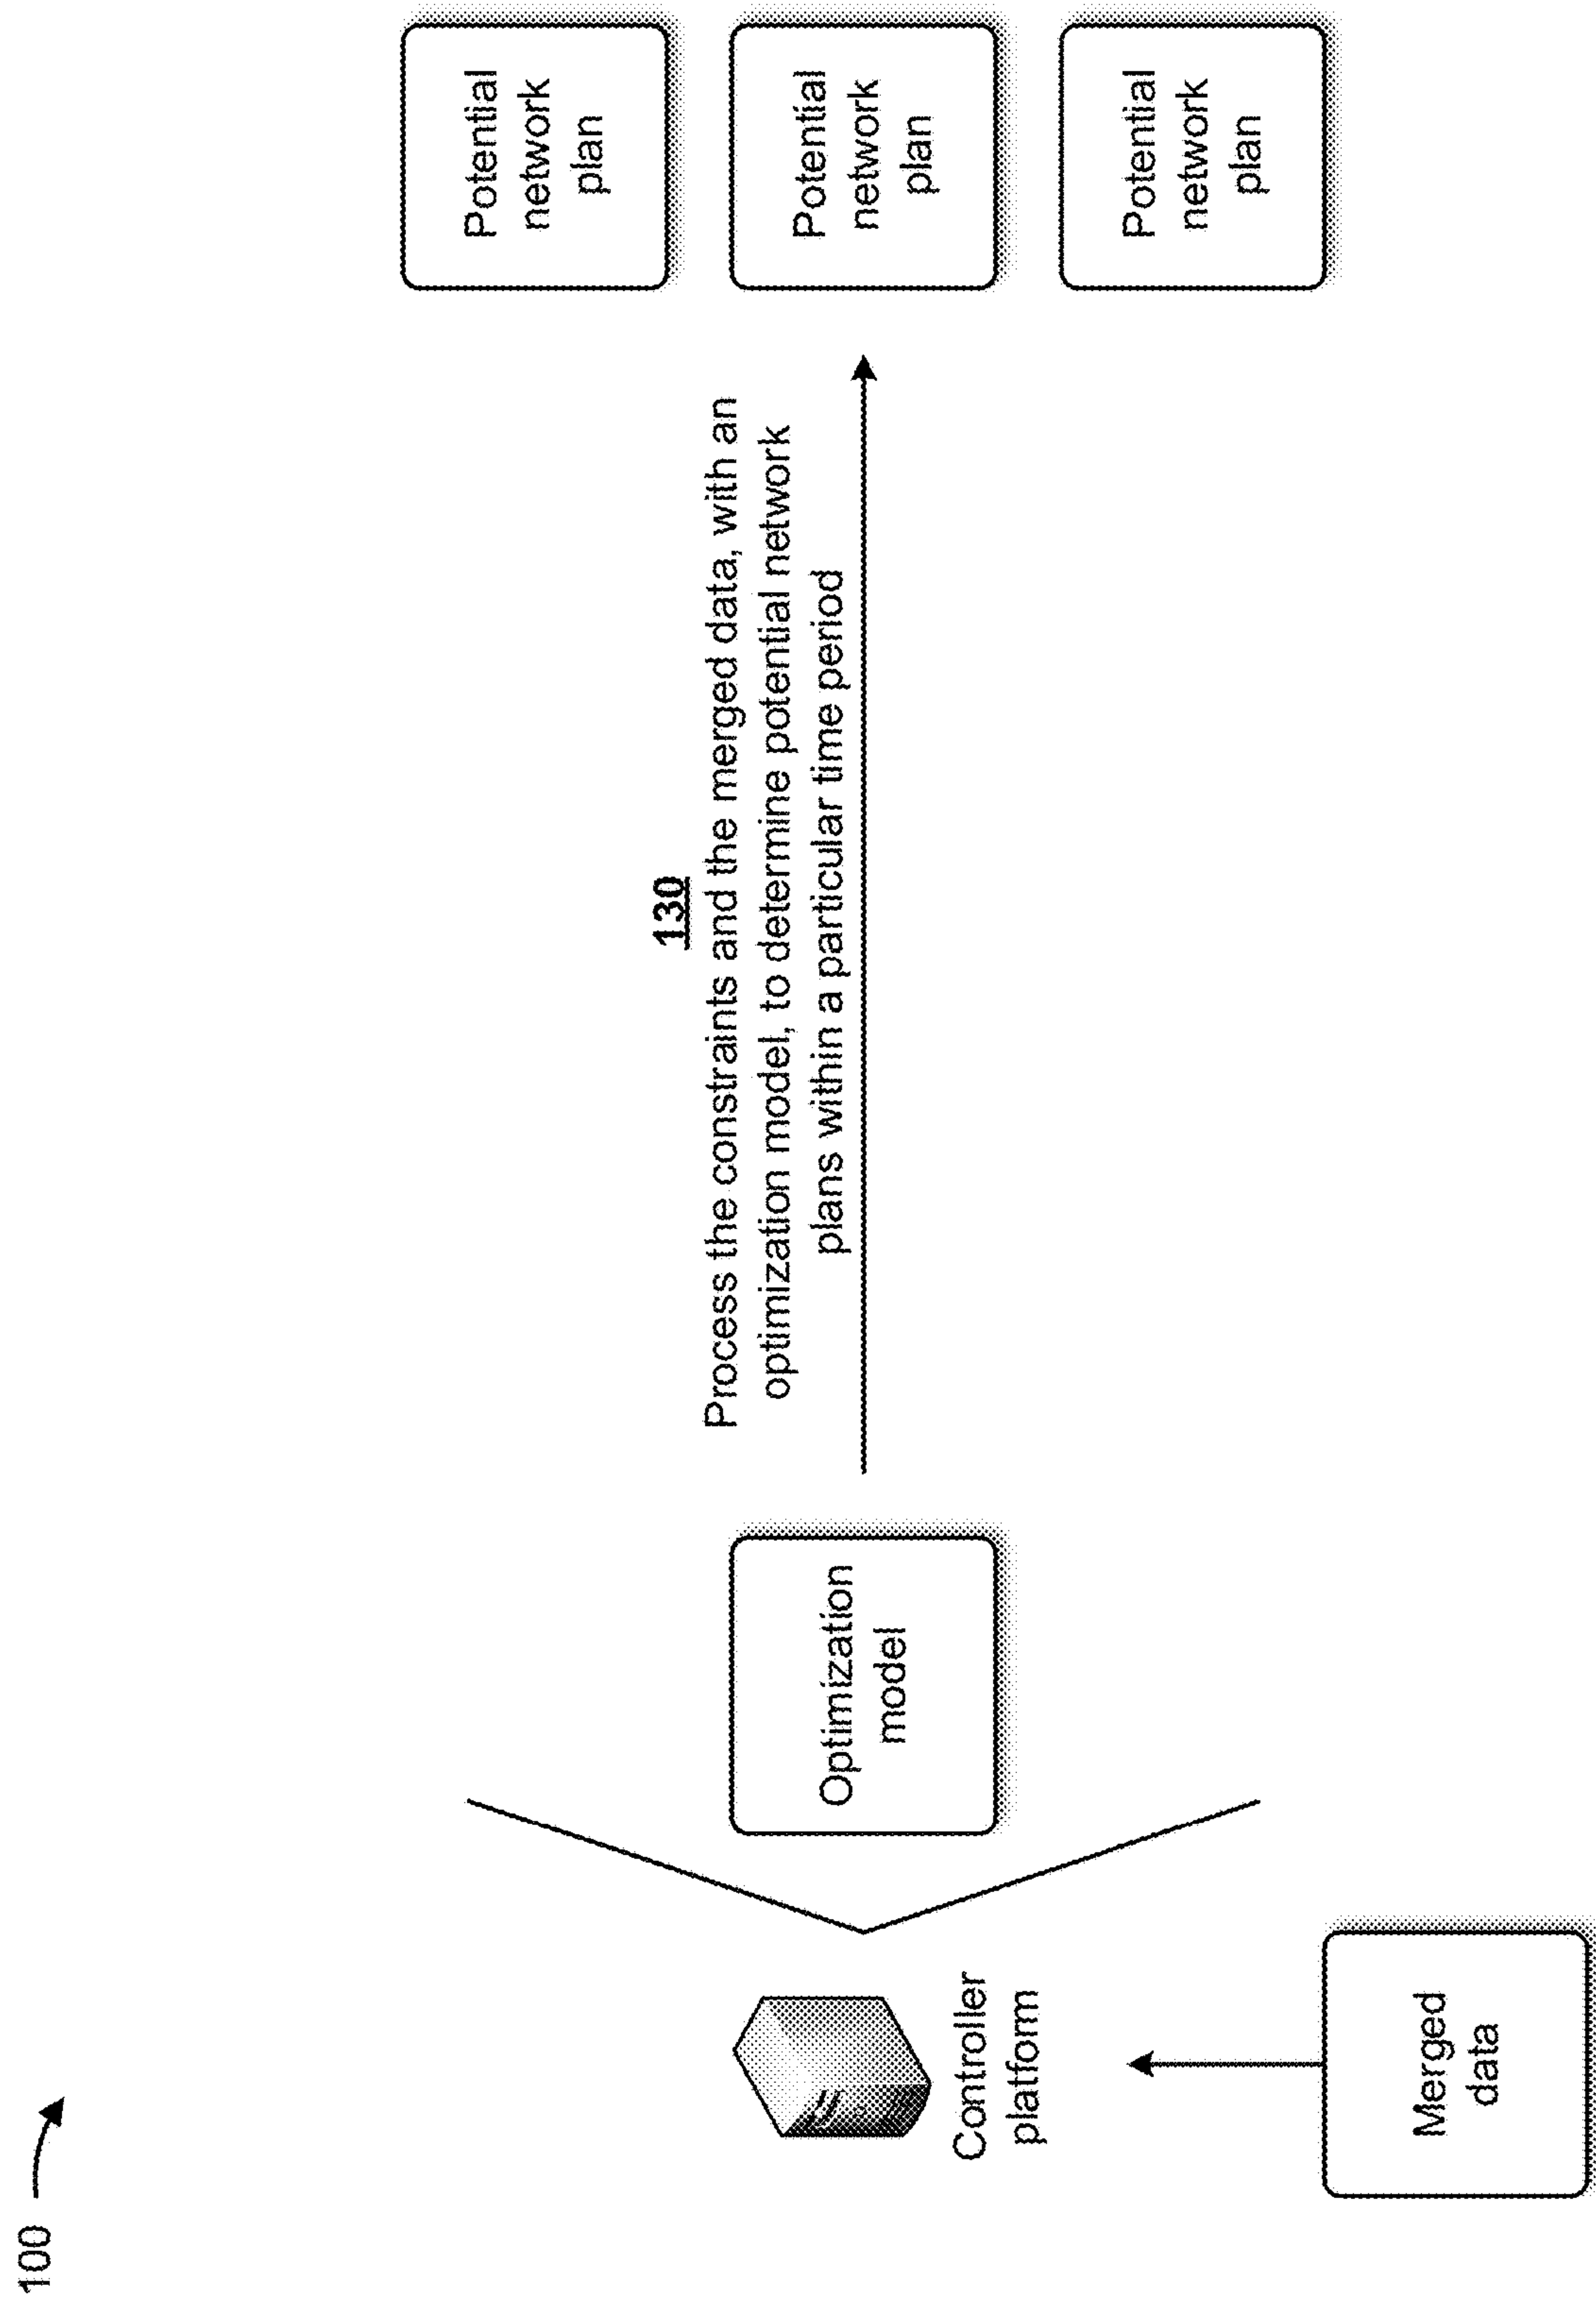 100
130
Process the constraints and the merged data, with an
optimization model, to determine potential network
plans within a particular time period
Controller
platform
Optimization
model
Merged
data
Potential
network
plan
Potential
network
plan
Potential
network
plan